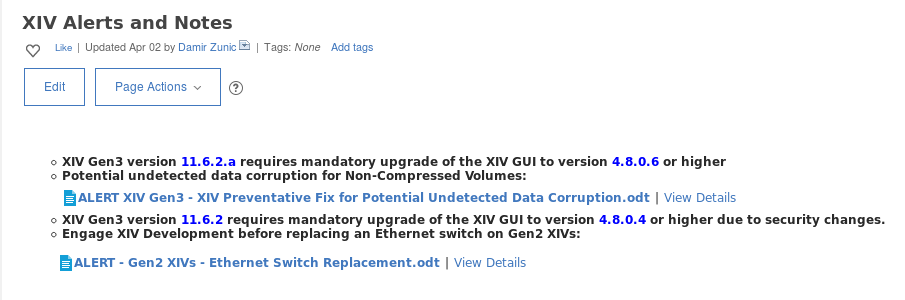 XIV Alerts and Notes
Like | Updated Apr 02 by Damir Zunic | Tags: None Add tags
Edit Page Actions ?
XIV Gen3 version 11.6.2.a requires mandatory upgrade of the XIV GUI to version 4.8.0.6 or higher
Potential undetected data corruption for Non-Compressed Volumes:
ALERT XIV Gen3 - XIV Preventative Fix for Potential Undetected Data Corruption.odt | View Details
XIV Gen3 version 11.6.2 requires mandatory upgrade of the XIV GUI to version 4.8.0.4 or higher due to security changes.
Engage XIV Development before replacing an Ethernet switch on Gen2 XIVs:
ALERT - Gen2 XIVs - Ethernet Switch Replacement.odt | View Details